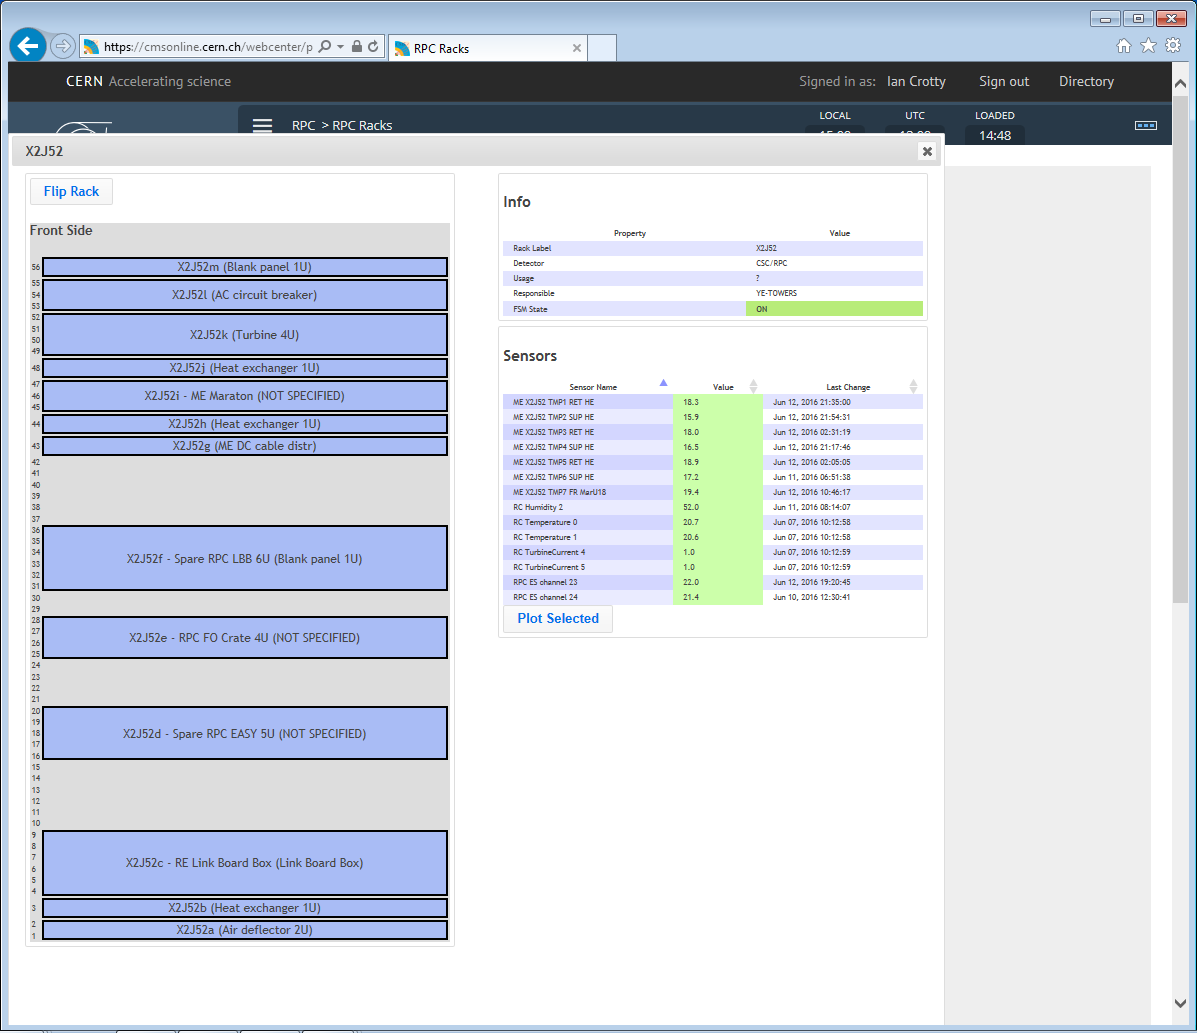 https://cmsonline.cern.ch/webcenter/p
RPC Racks
CERN Accelerating science
Signed in as: Ian Crotty Sign out Directory
RPC > RPC Racks
LOCAL UTC LOADED
14:48
X2J52
Flip Rack
Front Side
56 X2J52m (Blank panel 1U)
55
54 X2J52l (AC circuit breaker)
53
52
51 X2J52k (Turbine 4U)
50
49
48 X2J52j (Heat exchanger 1U)
47
46 X2J52i - ME Maraton (NOT SPECIFIED)
45
44 X2J52h (Heat exchanger 1U)
43 X2J52g (ME DC cable distr)
42
41
40
39
38
37
36
35
34 X2J52f - Spare RPC LBB 6U (Blank panel 1U)
33
32
31
30
29
28
27 X2J52e - RPC FO Crate 4U (NOT SPECIFIED)
26
25
24
23
22
21
20
19
18 X2J52d - Spare RPC EASY 5U (NOT SPECIFIED)
17
16
15
14
13
12
11
10
9
8
7 X2J52c - RE Link Board Box (Link Board Box)
6
5
4
3 X2J52b (Heat exchanger 1U)
2 X2J52a (Air deflector 2U)
1
Info
Property Value
Rack Label X2J52
Detector CSC/RPC
Usage ?
Responsible YE-TOWERS
FSM State ON
Sensors
Sensor Name Value Last Change
ME X2J52 TMP1 RET HE 18.3 Jun 12, 2016 21:35:00
ME X2J52 TMP2 SUP HE 15.9 Jun 12, 2016 21:54:31
ME X2J52 TMP3 RET HE 18.0 Jun 12, 2016 02:31:19
ME X2J52 TMP4 SUP HE 16.5 Jun 12, 2016 21:17:46
ME X2J52 TMP5 RET HE 18.9 Jun 12, 2016 02:05:05
ME X2J52 TMP6 SUP HE 17.2 Jun 11, 2016 06:51:38
ME X2J52 TMP7 FR MarU18 19.4 Jun 12, 2016 10:46:17
RC Humidity 2 52.0 Jun 11, 2016 08:14:07
RC Temperature 0 20.7 Jun 07, 2016 10:12:58
RC Temperature 1 20.6 Jun 07, 2016 10:12:58
RC TurbineCurrent 4 1.0 Jun 07, 2016 10:12:59
RC TurbineCurrent 5 1.0 Jun 07, 2016 10:12:59
RPC ES channel 23 22.0 Jun 12, 2016 19:20:45
RPC ES channel 24 21.4 Jun 10, 2016 12:30:41
Plot Selected